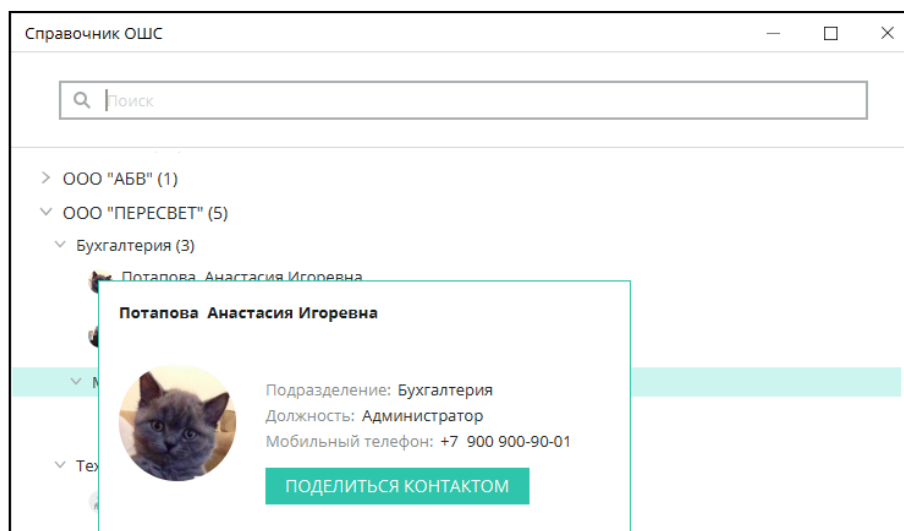 Справочник ОШС
Поиск
ООО "АБВ" (1)
ООО "ПЕРЕСВЕТ" (5)
Бухгалтерия (3)
Потапова Анастасия Игоревна
Потапова Анастасия Игоревна
Подразделение: Бухгалтерия
Должность: Администратор
Мобильный телефон: +7 900 900-90-01
ПОДЕЛИТЬСЯ КОНТАКТОМ